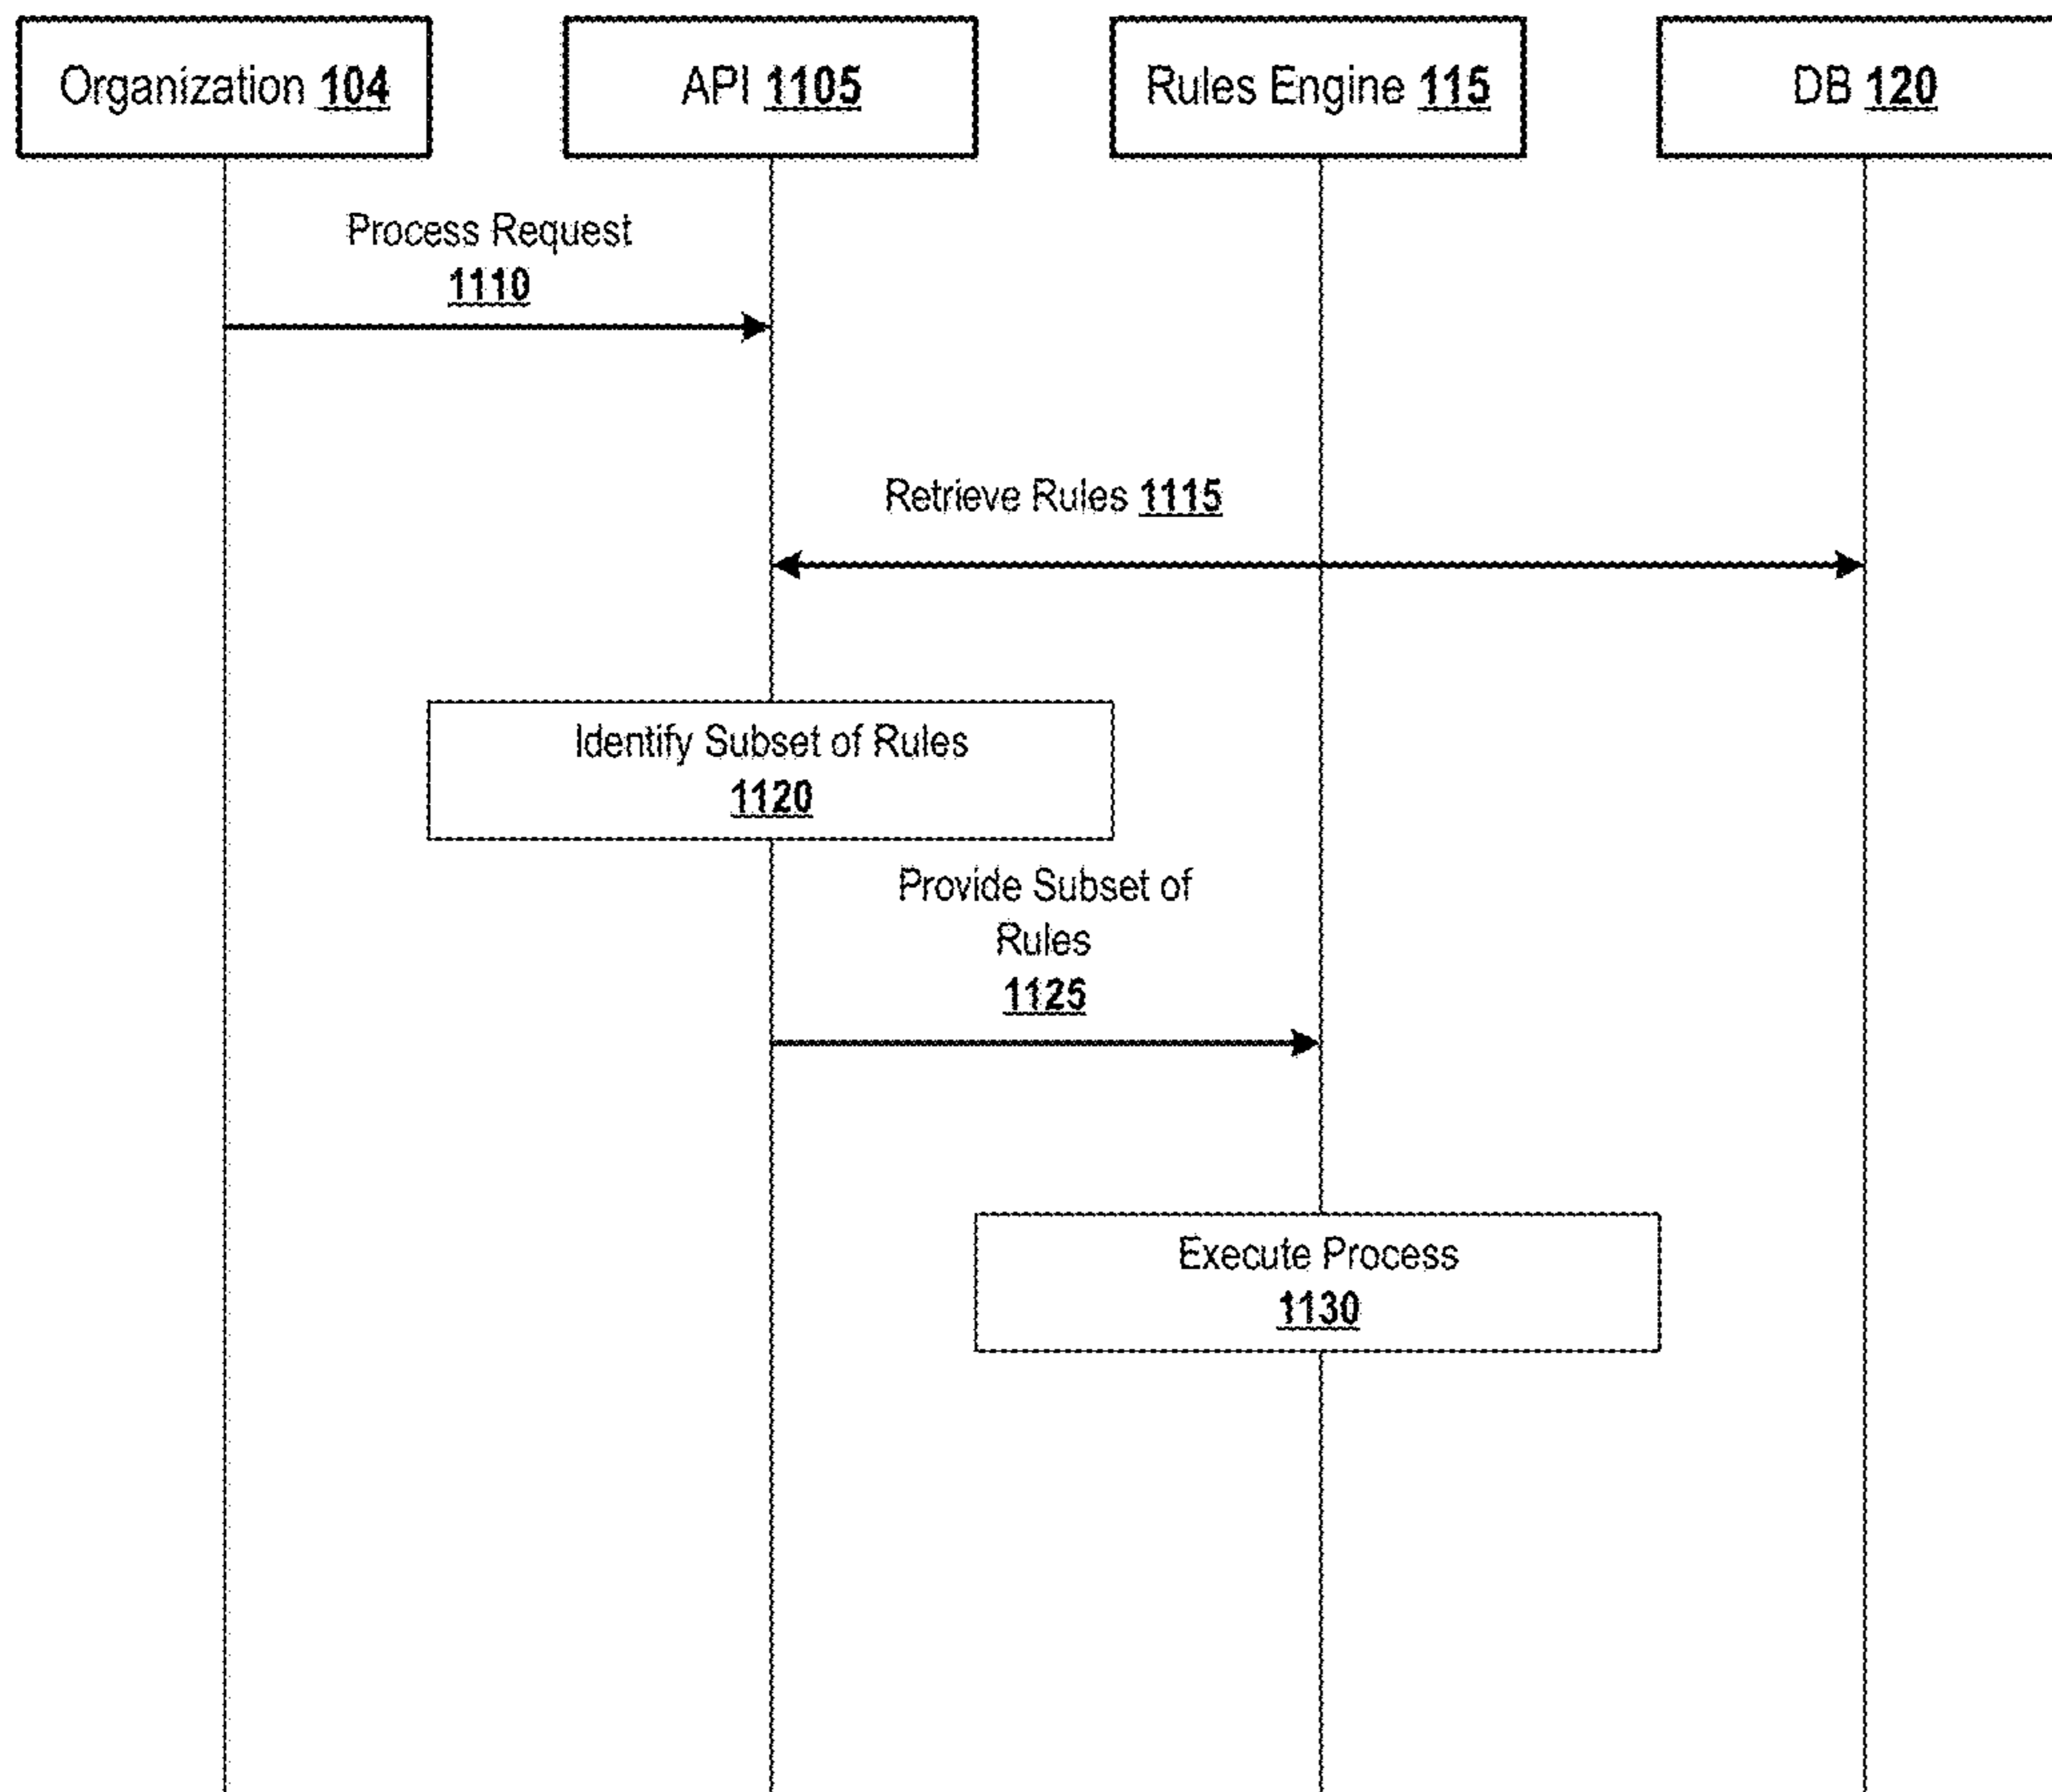 Organization 104
API 1105
Rules Engine 115
DB 120
Process Request
1110
Retrieve Rules 1115
Identify Subset of Rules
1120
Provide Subset of
Rules
1125
Execute Process
1130